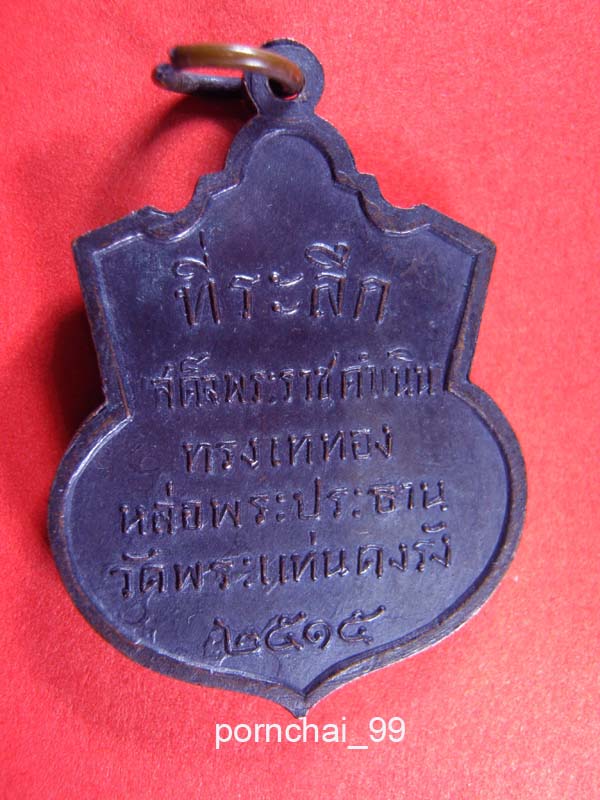 ที่ระลึก
เสด็จพระราชดำเนิน
ทรงเททอง
หล่อพระประธาน
วัดพระแท่นดงรัง
๒๕๑๕
pornchai_99